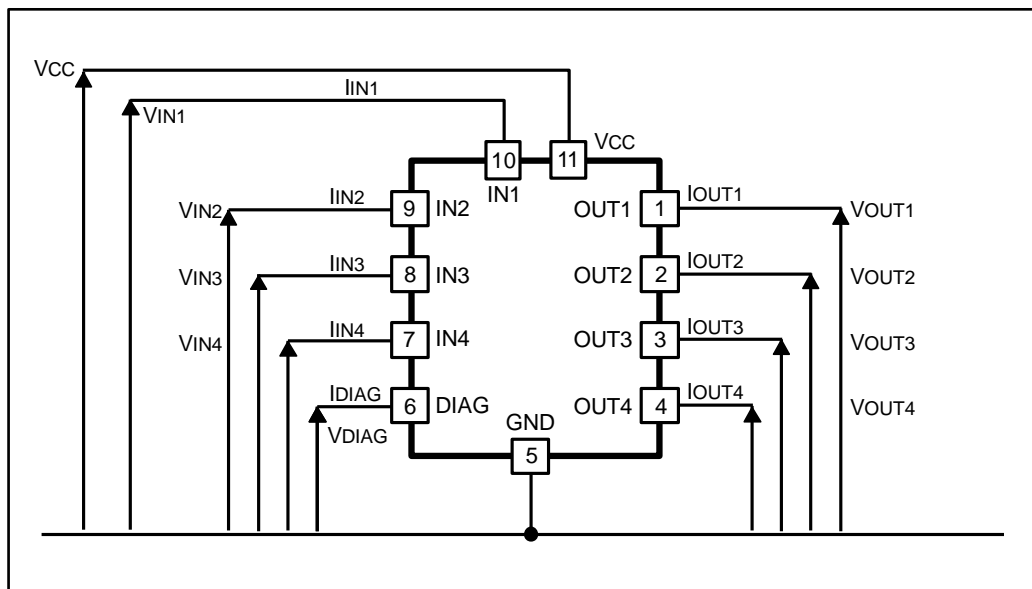 VCC
IIN1
VIN1
VCC
10
11
IN1
VIN2
IIN2
9
IN2
OUT1
1
IOUT1
VOUT1
VIN3
IIN3
8
IN3
OUT2
2
IOUT2
VOUT2
VIN4
IIN4
7
IN4
OUT3
3
IOUT3
VOUT3
IDIAG
6
DIAG
OUT4
4
IOUT4
VOUT4
VDIAG
GND
5